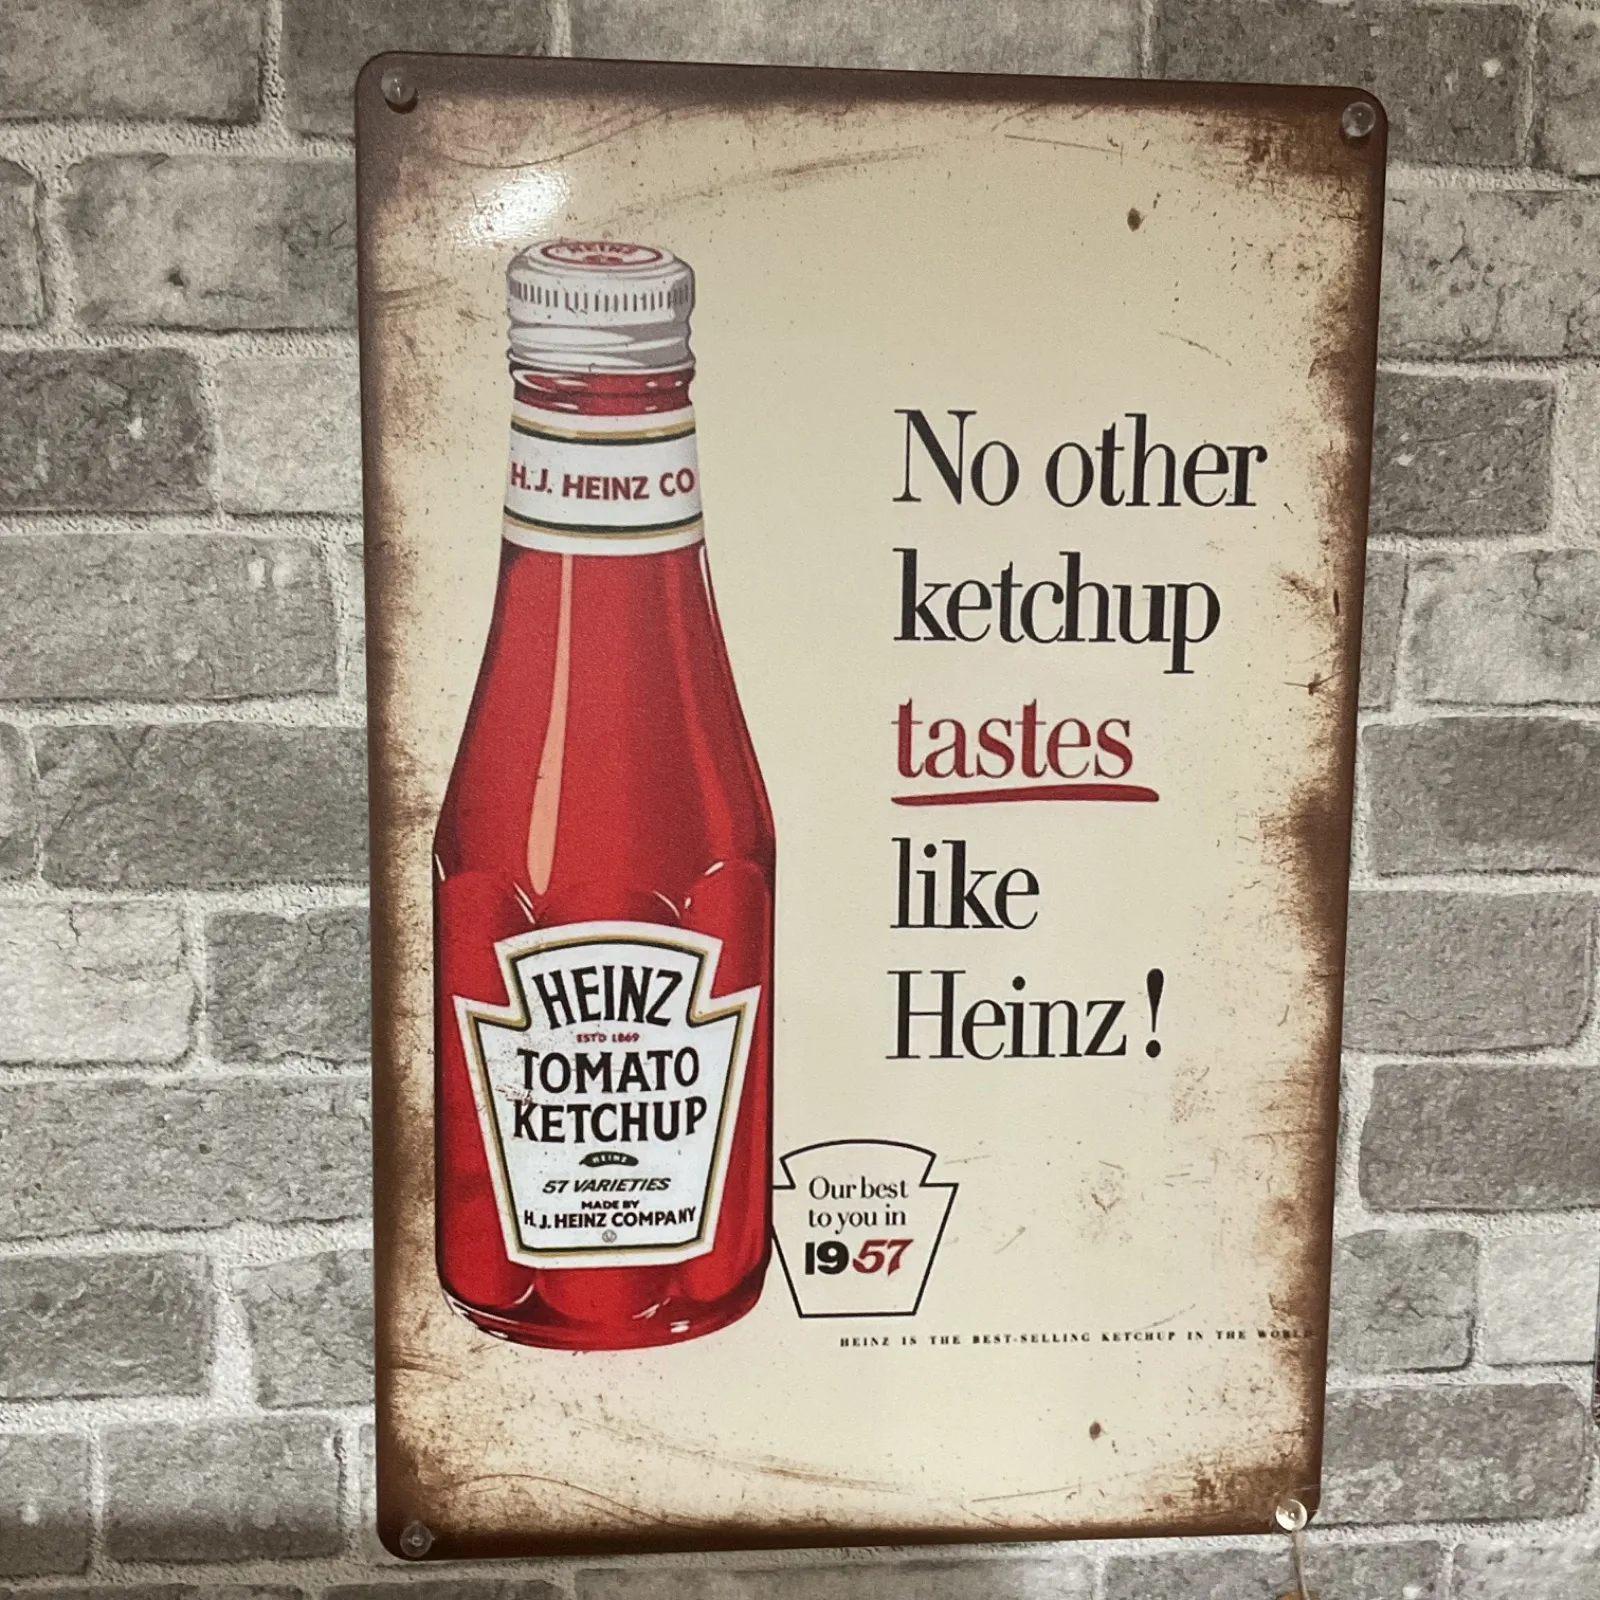 HEINZ
H.J. HEINZ CO
No other
ketchup
tastes
like
Heinz!
HEINZ
EST'D 1869
TOMATO
KETCHUP
HEINZ
57 VARIETIES
MADE BY
H.J. HEINZ COMPANY
Our best
to you in
1957
HEINZ IS THE BEST-SELLING KETCHUP IN THE WORLD